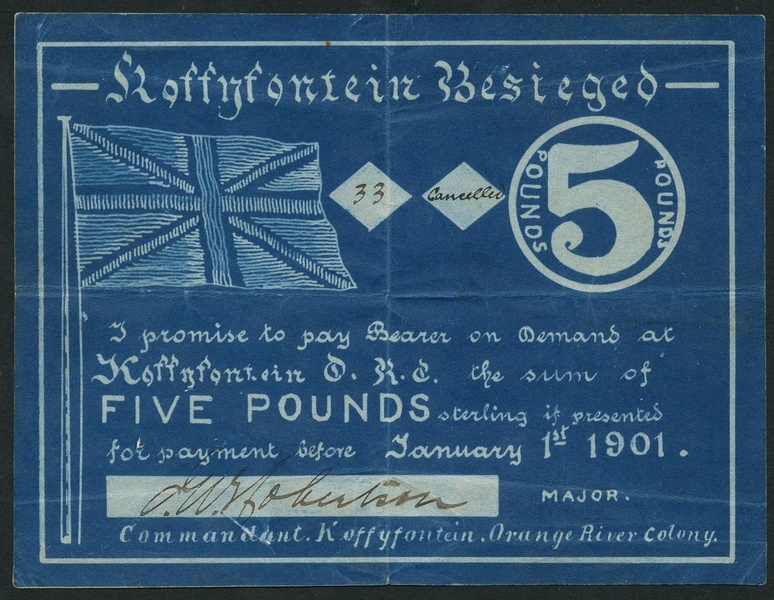 Koffyfontein Besieged
33
Cancelled
POUNDS 5 POUNDS
I promise to pay Bearer on Demand at
Koffyfontein O.R.C. the sum of
FIVE POUNDS sterling if presented
for payment before January 1st 1901.
Robertson
MAJOR.
Commandant. Koffyfontein. Orange River Colony.